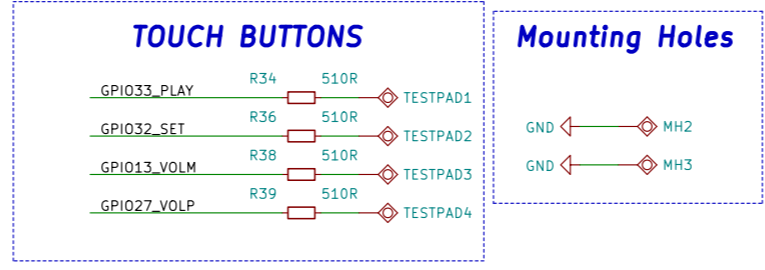 TOUCH BUTTONS
GPIO33_PLAY R34 510R TESTPAD1
GPIO32_SET R36 510R TESTPAD2
GPIO13_VOLM R38 510R TESTPAD3
GPIO27_VOLP R39 510R TESTPAD4
Mounting Holes
GND MH2
GND MH3